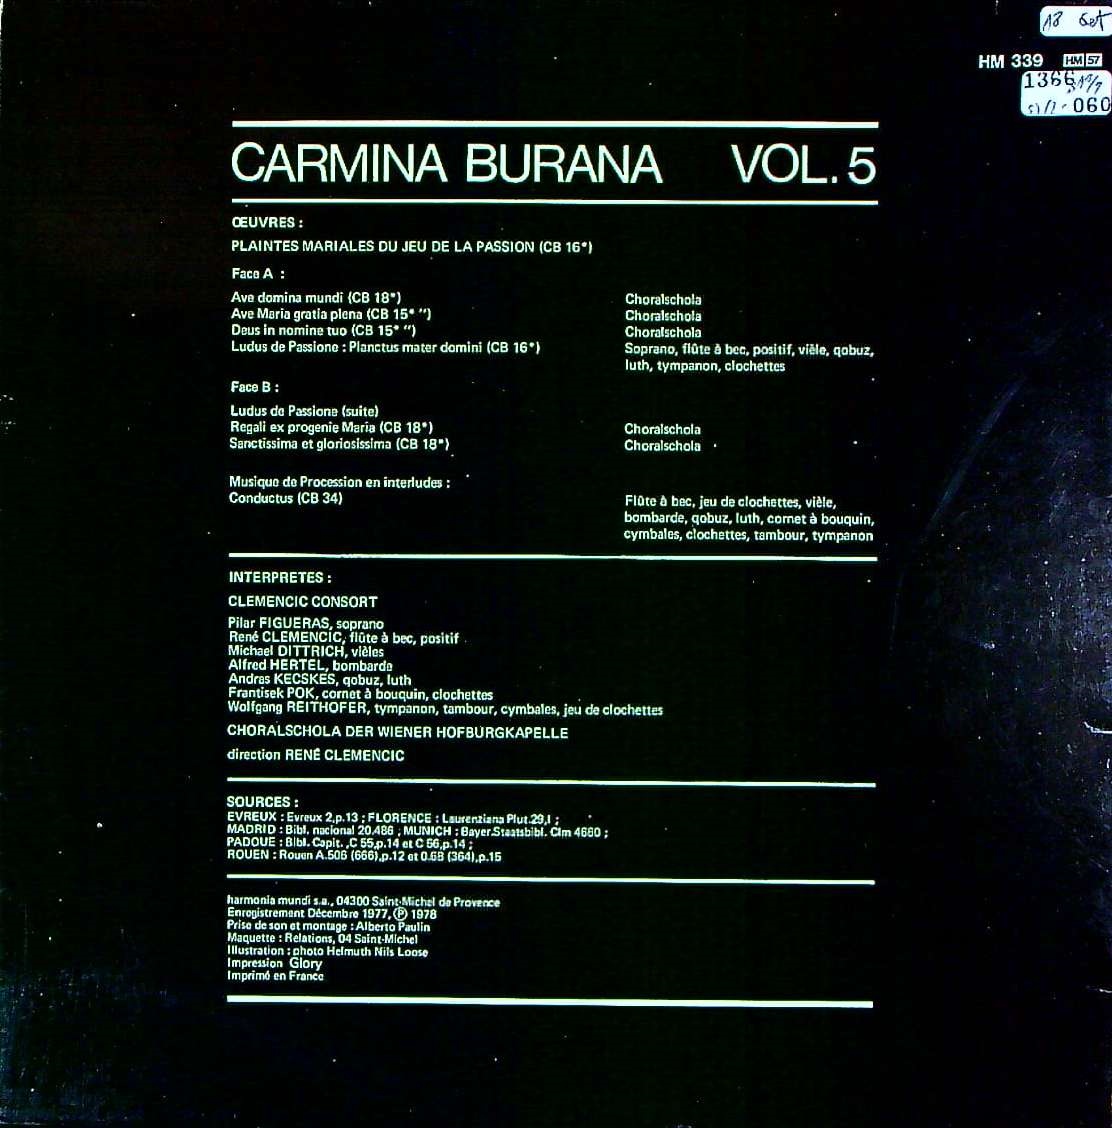 18 Set
HM 339 HM 57
1366
060
CARMINA BURANA VOL. 5
ŒUVRES :
PLAINTES MARIALES DU JEU DE LA PASSION (CB 16*)
Face A :
Ave domina mundi (CB 18*) Choralschola
Ave Maria gratia plena (CB 15* ") Choralschola
Deus in nomine tuo (CB 15* ") Choralschola
Ludus de Passione : Planctus mater domini (CB 16*) Soprano, flûte à bec, positif, vièle, qobuz,
luth, tympanon, clochettes
Face B :
Ludus de Passione (suite)
Regali ex progenie Maria (CB 18*) Choralschola
Sanctissima et gloriosissima (CB 18*) Choralschola
Musique de Procession en interludes :
Conductus (CB 34) Flûte à bec, jeu de clochettes, vièle,
bombarde, qobuz, luth, cornet à bouquin,
cymbales, clochettes, tambour, tympanon
INTERPRETES :
CLEMENCIC CONSORT
Pilar FIGUERAS, soprano
René CLEMENCIC, flûte à bec, positif
Michael DITTRICH, vièles
Alfred HERTEL, bombarde
Andras KECSKES, qobuz, luth
Frantisek POK, cornet à bouquin, clochettes
Wolfgang REITHOFER, tympanon, tambour, cymbales, jeu de clochettes
CHORALSCHOLA DER WIENER HOFBURGKAPELLE
direction RENÉ CLEMENCIC
SOURCES :
EVREUX : Evreux 2,p.13 ; FLORENCE : Laurenziana Plut.29,I ;
MADRID : Bibl. nacional 20.486 ; MUNICH : Bayer.Staatsbibl. Clm 4660 ;
PADOUE : Bibl. Capit. ,C 55,p.14 et C 56,p.14 ;
ROUEN : Rouen A.506 (666),p.12 et 0.68 (364),p.15
harmonia mundi s.a., 04300 Saint-Michel de Provence
Enregistrement Décembre 1977, Ⓟ 1978
Prise de son et montage : Alberto Paulin
Maquette : Relations, 04 Saint-Michel
Illustration : photo Helmuth Nils Loose
Impression Glory
Imprimé en France